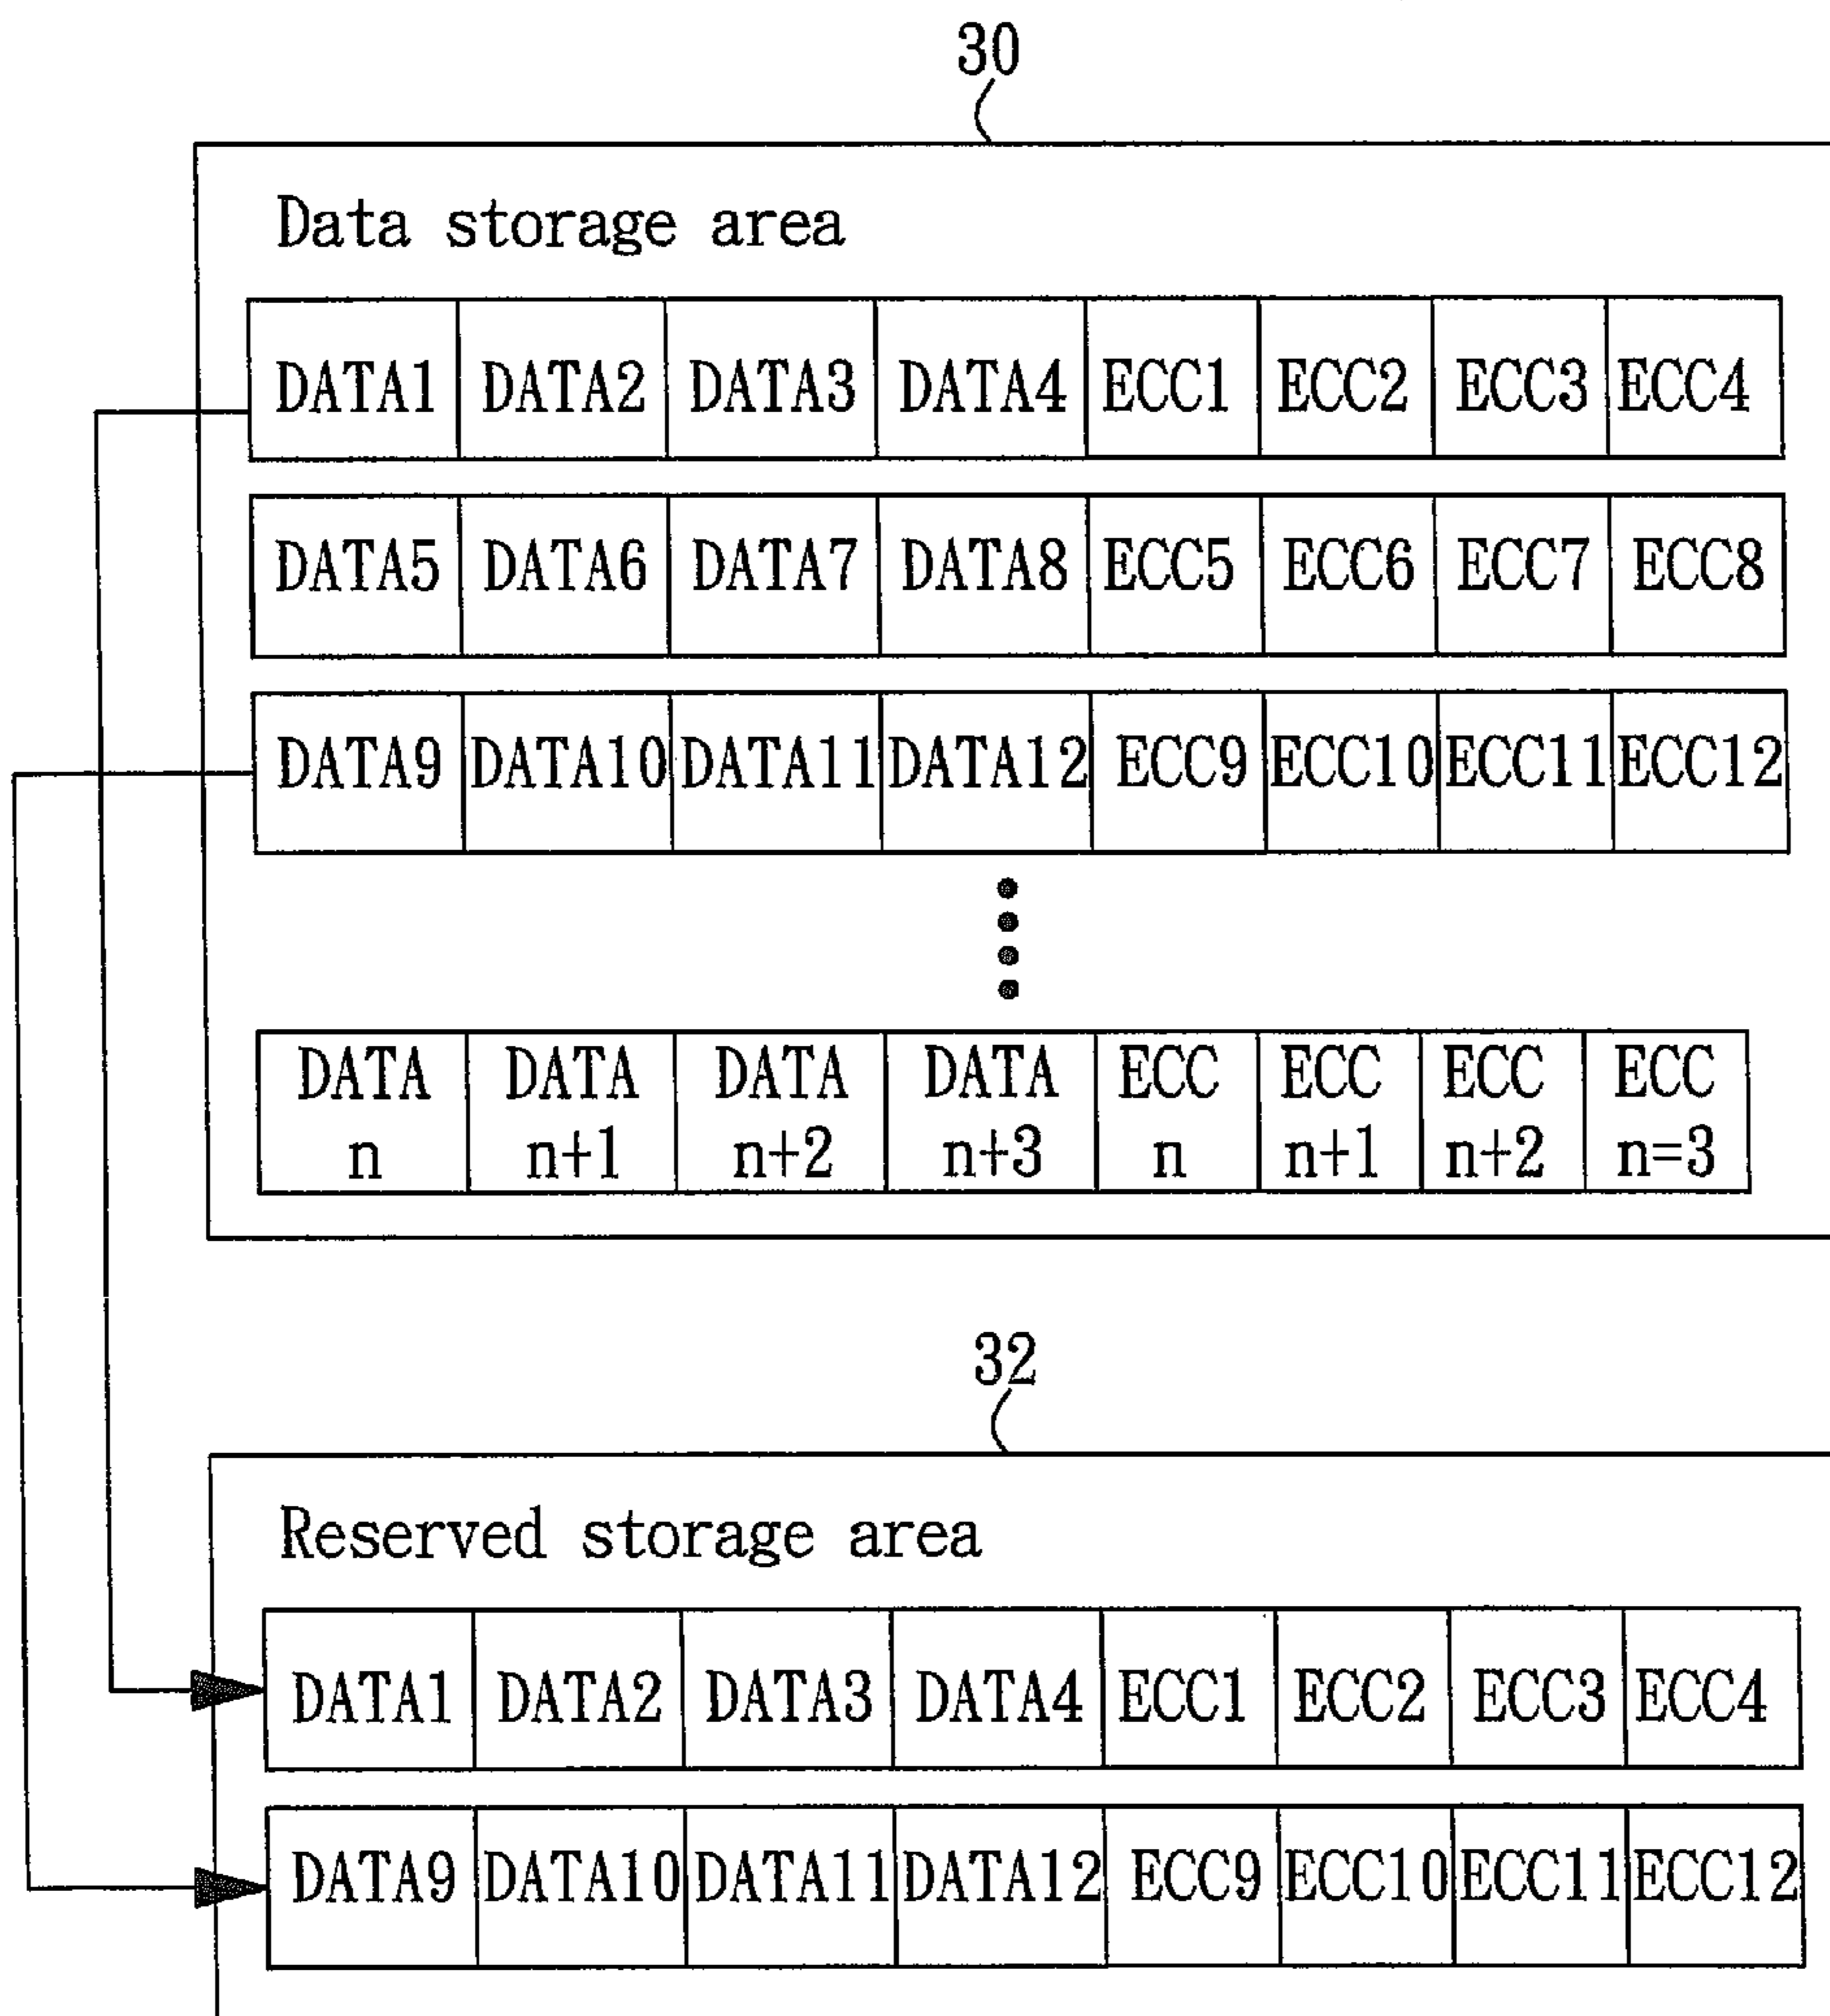 30
Data storage area
DATA1 DATA2 DATA3 DATA4 ECC1 ECC2 ECC3 ECC4
DATA5 DATA6 DATA7 DATA8 ECC5 ECC6 ECC7 ECC8
DATA9 DATA10 DATA11 DATA12 ECC9 ECC10 ECC11 ECC12
DATA DATA DATA DATA ECC ECC ECC ECC
n n+1 n+2 n+3 n n+1 n+2 n=3
32
Reserved storage area
DATA1 DATA2 DATA3 DATA4 ECC1 ECC2 ECC3 ECC4
DATA9 DATA10 DATA11 DATA12 ECC9 ECC10 ECC11 ECC12